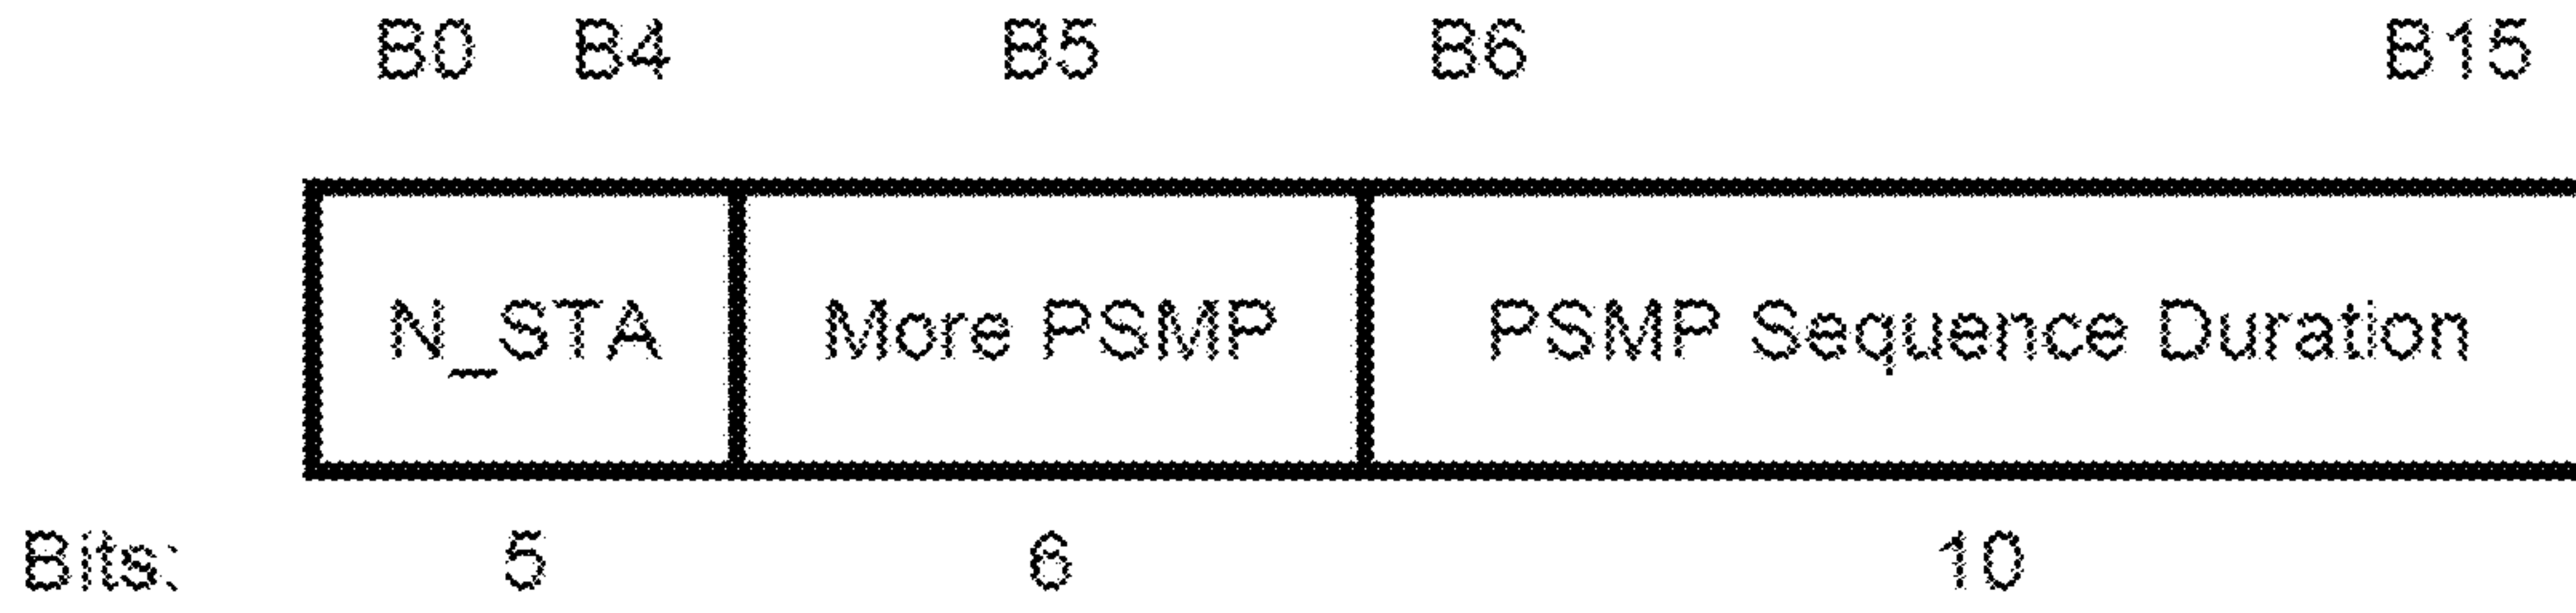 B0 B4 B5 B6 B15
N_STA More PSMP PSMP Sequence Duration
Bits: 5 6 10